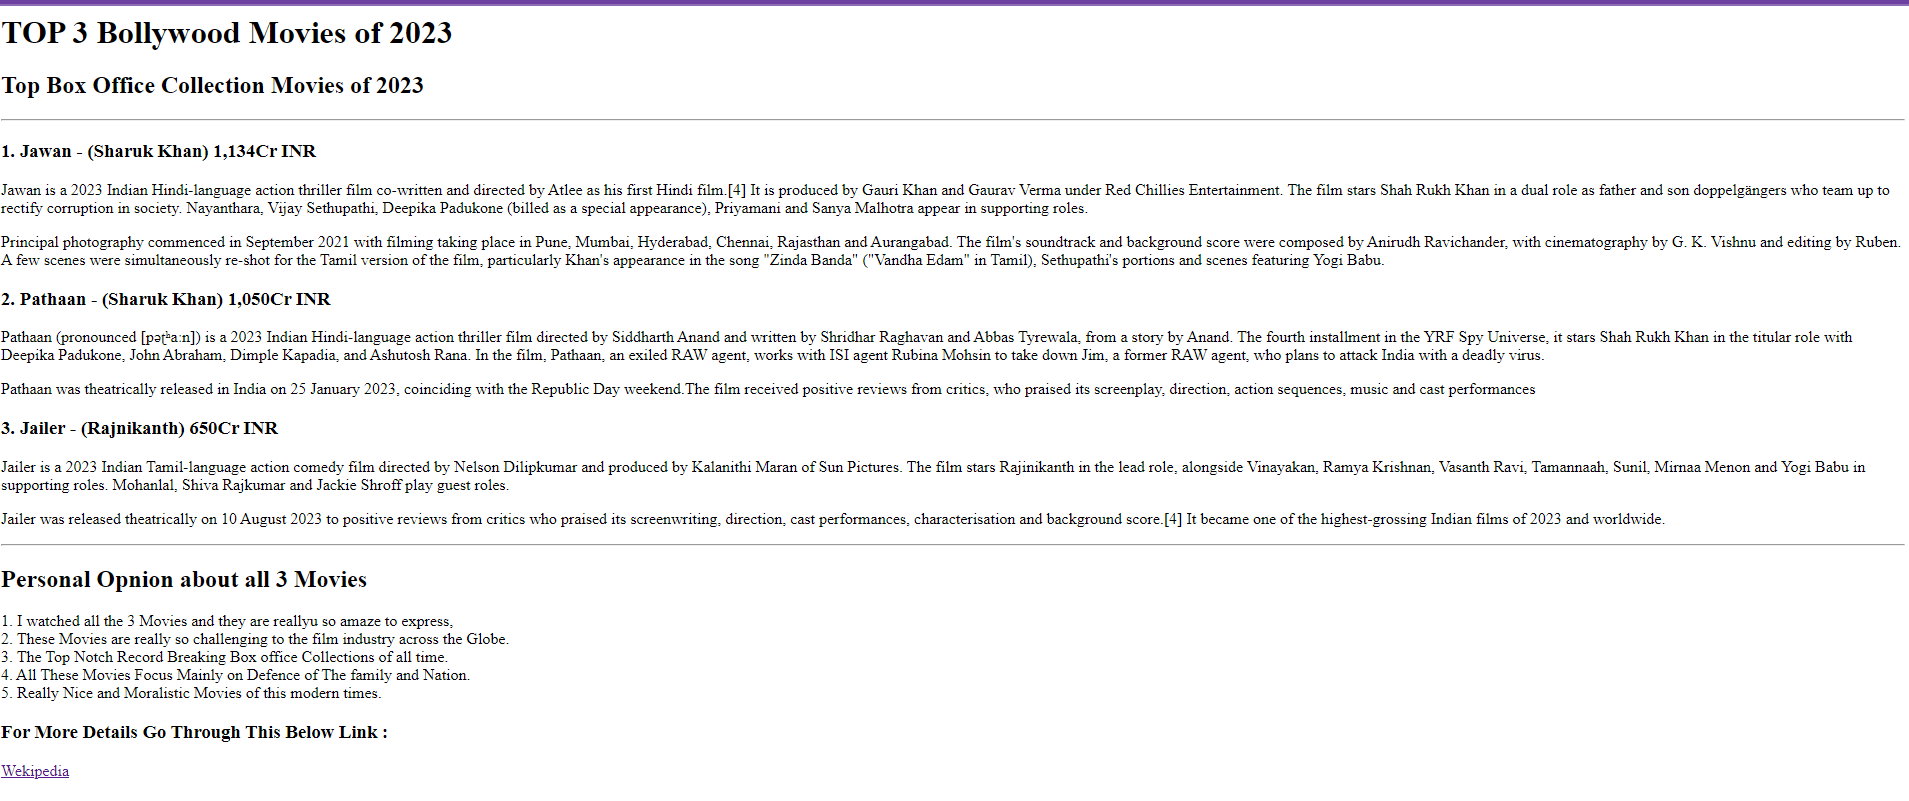 TOP 3 Bollywood Movies of 2023
Top Box Office Collection Movies of 2023
1. Jawan - (Sharuk Khan) 1,134Cr INR
Jawan is a 2023 Indian Hindi-language action thriller film co-written and directed by Atlee as his first Hindi film.[4] It is produced by Gauri Khan and Gaurav Verma under Red Chillies Entertainment. The film stars Shah Rukh Khan in a dual role as father and son doppelgängers who team up to
rectify corruption in society. Nayanthara, Vijay Sethupathi, Deepika Padukone (billed as a special appearance), Priyamani and Sanya Malhotra appear in supporting roles.
Principal photography commenced in September 2021 with filming taking place in Pune, Mumbai, Hyderabad, Chennai, Rajasthan and Aurangabad. The film's soundtrack and background score were composed by Anirudh Ravichander, with cinematography by G. K. Vishnu and editing by Ruben.
A few scenes were simultaneously re-shot for the Tamil version of the film, particularly Khan's appearance in the song "Zinda Banda" ("Vandha Edam" in Tamil), Sethupathi's portions and scenes featuring Yogi Babu.
2. Pathaan - (Sharuk Khan) 1,050Cr INR
Pathaan (pronounced [pəʈʰaːn]) is a 2023 Indian Hindi-language action thriller film directed by Siddharth Anand and written by Shridhar Raghavan and Abbas Tyrewala, from a story by Anand. The fourth installment in the YRF Spy Universe, it stars Shah Rukh Khan in the titular role with
Deepika Padukone, John Abraham, Dimple Kapadia, and Ashutosh Rana. In the film, Pathaan, an exiled RAW agent, works with ISI agent Rubina Mohsin to take down Jim, a former RAW agent, who plans to attack India with a deadly virus.
Pathaan was theatrically released in India on 25 January 2023, coinciding with the Republic Day weekend.The film received positive reviews from critics, who praised its screenplay, direction, action sequences, music and cast performances
3. Jailer - (Rajnikanth) 650Cr INR
Jailer is a 2023 Indian Tamil-language action comedy film directed by Nelson Dilipkumar and produced by Kalanithi Maran of Sun Pictures. The film stars Rajinikanth in the lead role, alongside Vinayakan, Ramya Krishnan, Vasanth Ravi, Tamannaah, Sunil, Mirnaa Menon and Yogi Babu in
supporting roles. Mohanlal, Shiva Rajkumar and Jackie Shroff play guest roles.
Jailer was released theatrically on 10 August 2023 to positive reviews from critics who praised its screenwriting, direction, cast performances, characterisation and background score.[4] It became one of the highest-grossing Indian films of 2023 and worldwide.
Personal Opnion about all 3 Movies
1. I watched all the 3 Movies and they are reallyu so amaze to express,
2. These Movies are really so challenging to the film industry across the Globe.
3. The Top Notch Record Breaking Box office Collections of all time.
4. All These Movies Focus Mainly on Defence of The family and Nation.
5. Really Nice and Moralistic Movies of this modern times.
For More Details Go Through This Below Link :
Wekipedia